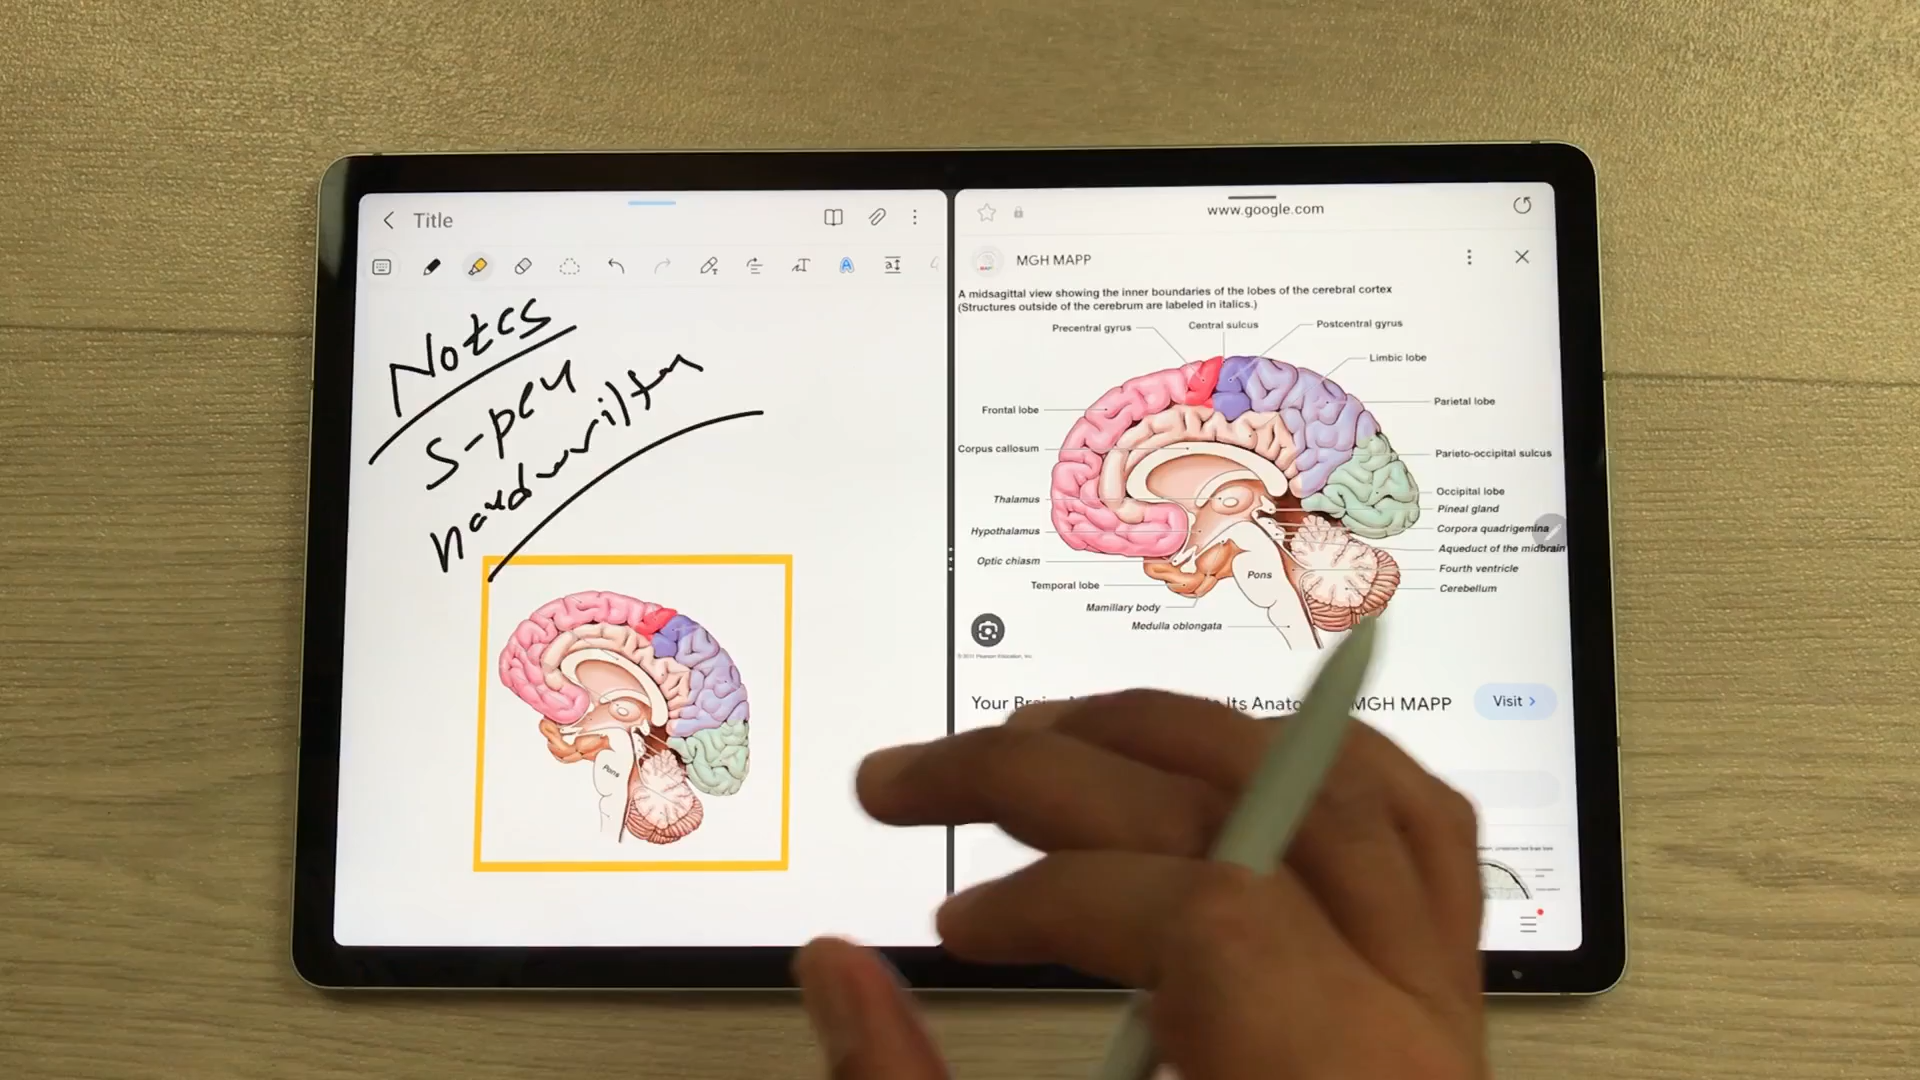 Title
Notes
S-pen
www.google.com
MGH MAPP
A midsagittal view showing the inner boundaries of the lobes of the cerebral cortex
(Structures outside of the cerebrum are labeled in italics.)
Precentral gyrus
Central sulcus
Postcentral gyrus
Limbic lobe
Frontal lobe
Parietal lobe
Corpus callosum
Parieto-occipital sulcus
Thalamus
Occipital lobe
Pineal gland
Hypothalamus
Corpora quadrigemina
Aqueduct of the midbrain
Optic chiasm
Fourth ventricle
Pons
Temporal lobe
Cerebellum
Mamillary body
Medulla oblongata
Your
Its
MGH MAPP
Visit
Pons